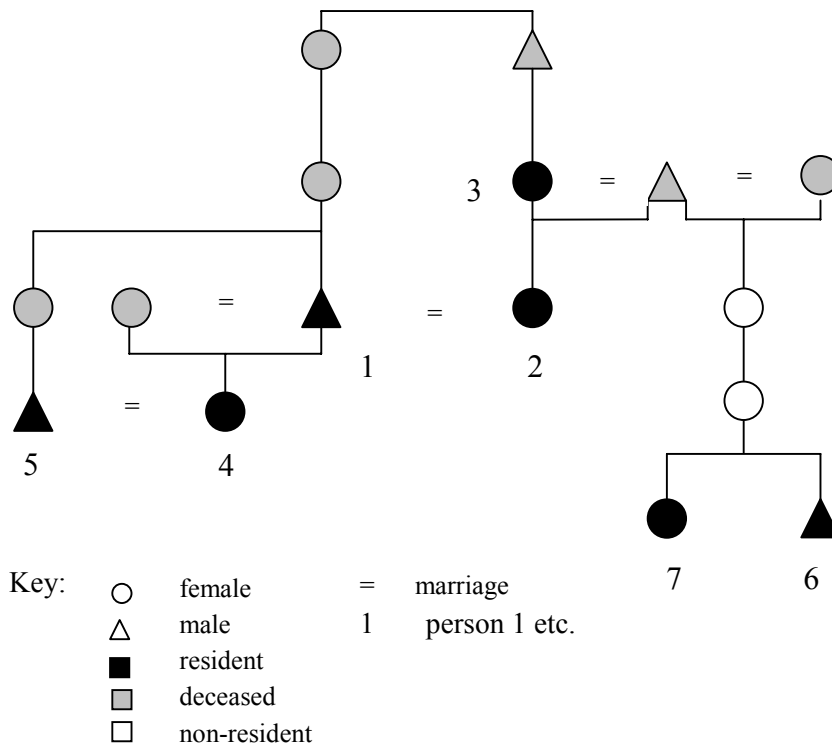 3 = =
= =
1 2
=
5 4
7 6
Key:
female = marriage
male 1 person 1 etc.
resident
deceased
non-resident